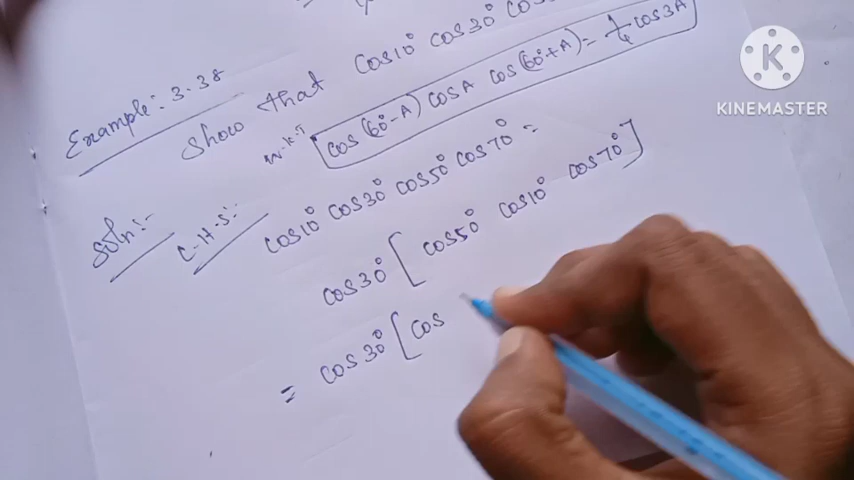 Example: 3.38
Show that cos10° cos30° cos
W.K.T cos(60°-A) cosA cos(60°+A) = 1/4 cos3A
Soln:-
L.H.S:- cos10° cos30° cos50° cos70° =
cos30° [ cos50° cos10° cos70° ]
= cos30° [ cos
K
KINEMASTER